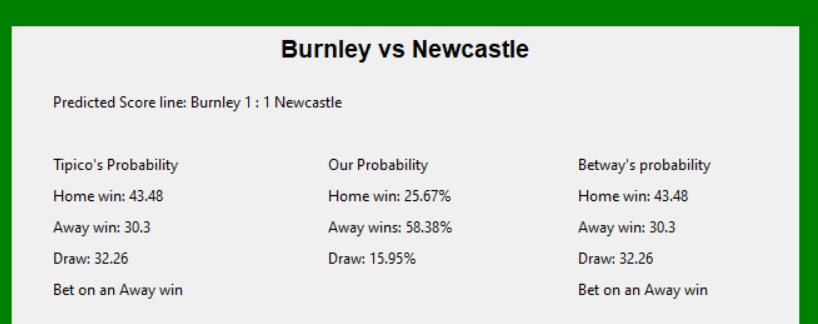 Burnley vs Newcastle
Predicted Score line: Burnley 1 : 1 Newcastle
Tipico's Probability
Home win: 43.48
Away win: 30.3
Draw: 32.26
Bet on an Away win
Our Probability
Home win: 25.67%
Away wins: 58.38%
Draw: 15.95%
Betway's probability
Home win: 43.48
Away win: 30.3
Draw: 32.26
Bet on an Away win